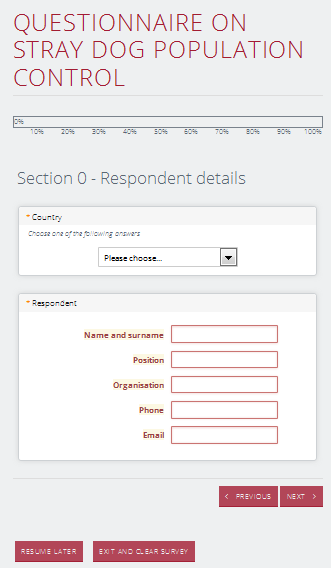 QUESTIONNAIRE ON
STRAY DOG POPULATION
CONTROL
0%
10% 20% 30% 40% 50% 60% 70% 80% 90% 100%
Section 0 - Respondent details
* Country
Choose one of the following answers
Please choose...
* Respondent
Name and surname
Position
Organisation
Phone
Email
< PREVIOUS NEXT >
RESUME LATER EXIT AND CLEAR SURVEY